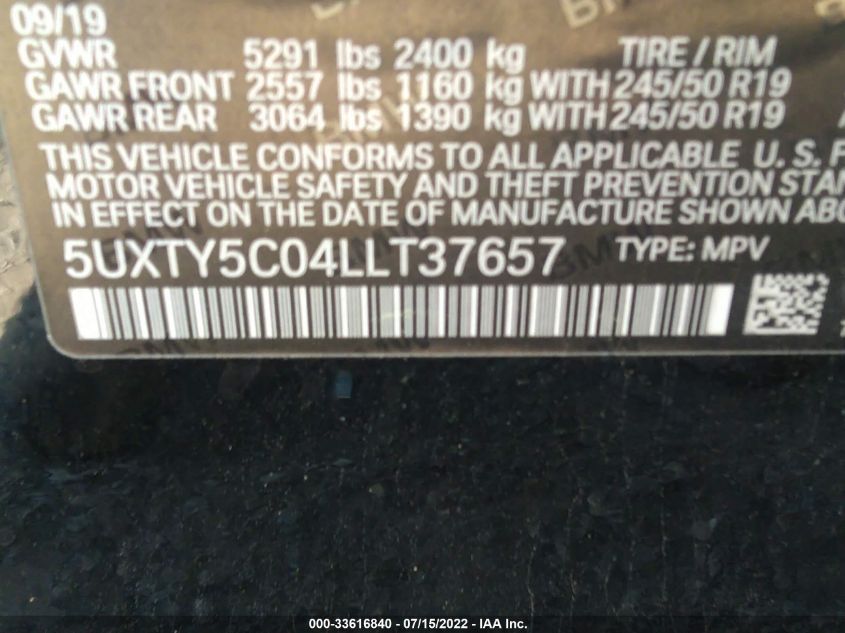 09/19
GVWR 5291 lbs 2400 kg TIRE / RIM
GAWR FRONT 2557 lbs 1160 kg WITH 245/50 R19
GAWR REAR 3064 lbs 1390 kg WITH 245/50 R19
THIS VEHICLE CONFORMS TO ALL APPLICABLE U. S. F
MOTOR VEHICLE SAFETY AND THEFT PREVENTION STAN
IN EFFECT ON THE DATE OF MANUFACTURE SHOWN ABO
5UXTY5C04LLT37657 TYPE: MPV
000-33616840 - 07/15/2022 - IAA Inc.